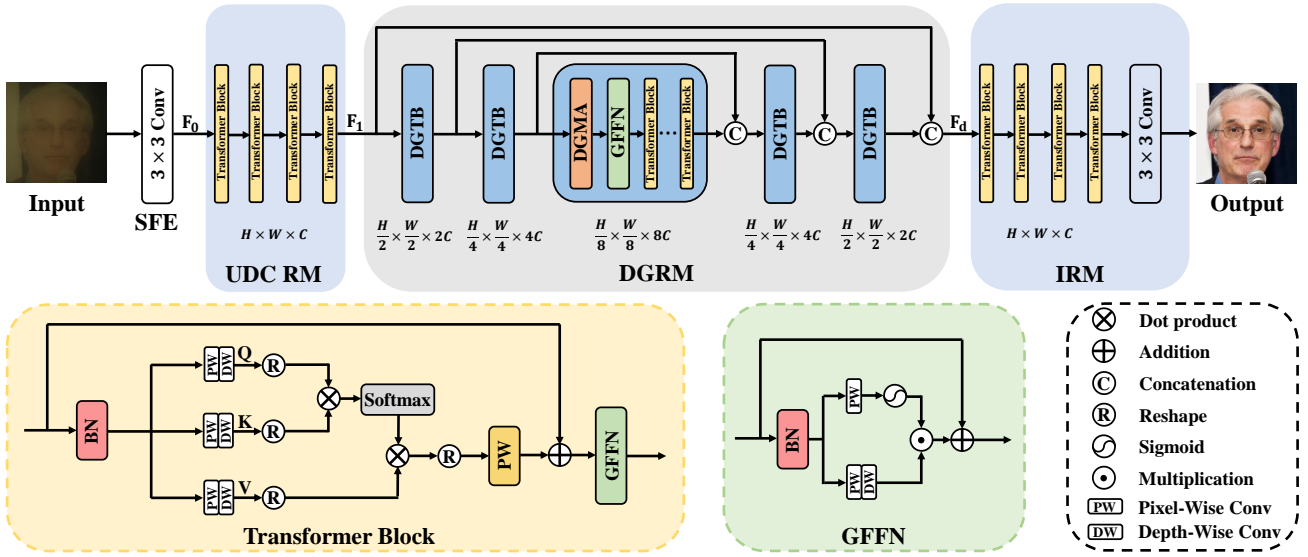 Input
3 × 3 Conv
SFE
F0
Transformer Block
Transformer Block
Transformer Block
Transformer Block
H × W × C
UDC RM
F1
DGTB
H/2 × W/2 × 2C
DGTB
H/4 × W/4 × 4C
DGMA
GFFN
Transformer Block
...
Transformer Block
H/8 × W/8 × 8C
C
DGTB
H/4 × W/4 × 4C
C
DGTB
H/2 × W/2 × 2C
C
DGRM
Fd
Transformer Block
Transformer Block
Transformer Block
Transformer Block
3 × 3 Conv
H × W × C
IRM
Output
BN
PW
DW
Q
R
PW
DW
K
R
PW
DW
V
R
Softmax
R
PW
GFFN
Transformer Block
BN
PW
PW
DW
GFFN
Dot product
Addition
C Concatenation
R Reshape
Sigmoid
Multiplication
PW Pixel-Wise Conv
DW Depth-Wise Conv